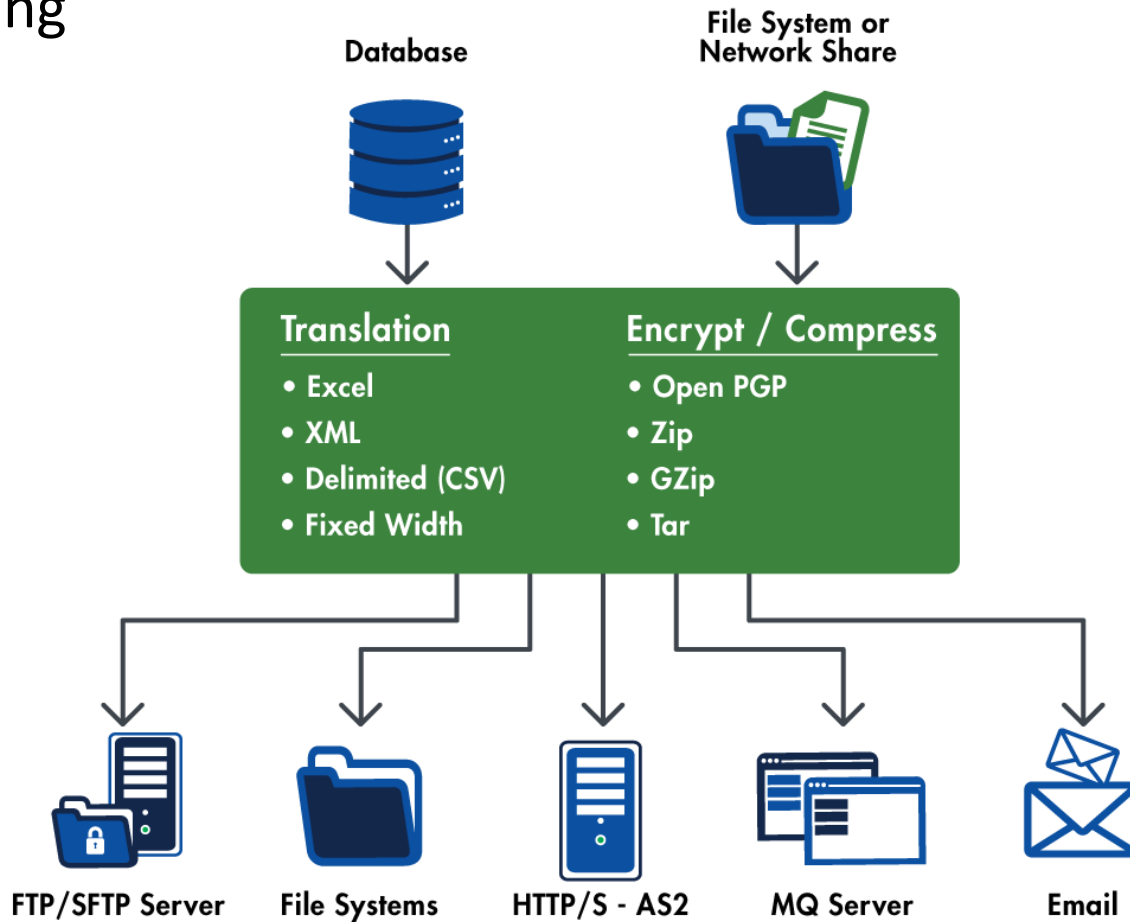 ng
Database
File System or
Network Share
Translation
• Excel
• XML
• Delimited (CSV)
• Fixed Width
Encrypt / Compress
• Open PGP
• Zip
• GZip
• Tar
FTP/SFTP Server
File Systems
HTTP/S - AS2
MQ Server
Email